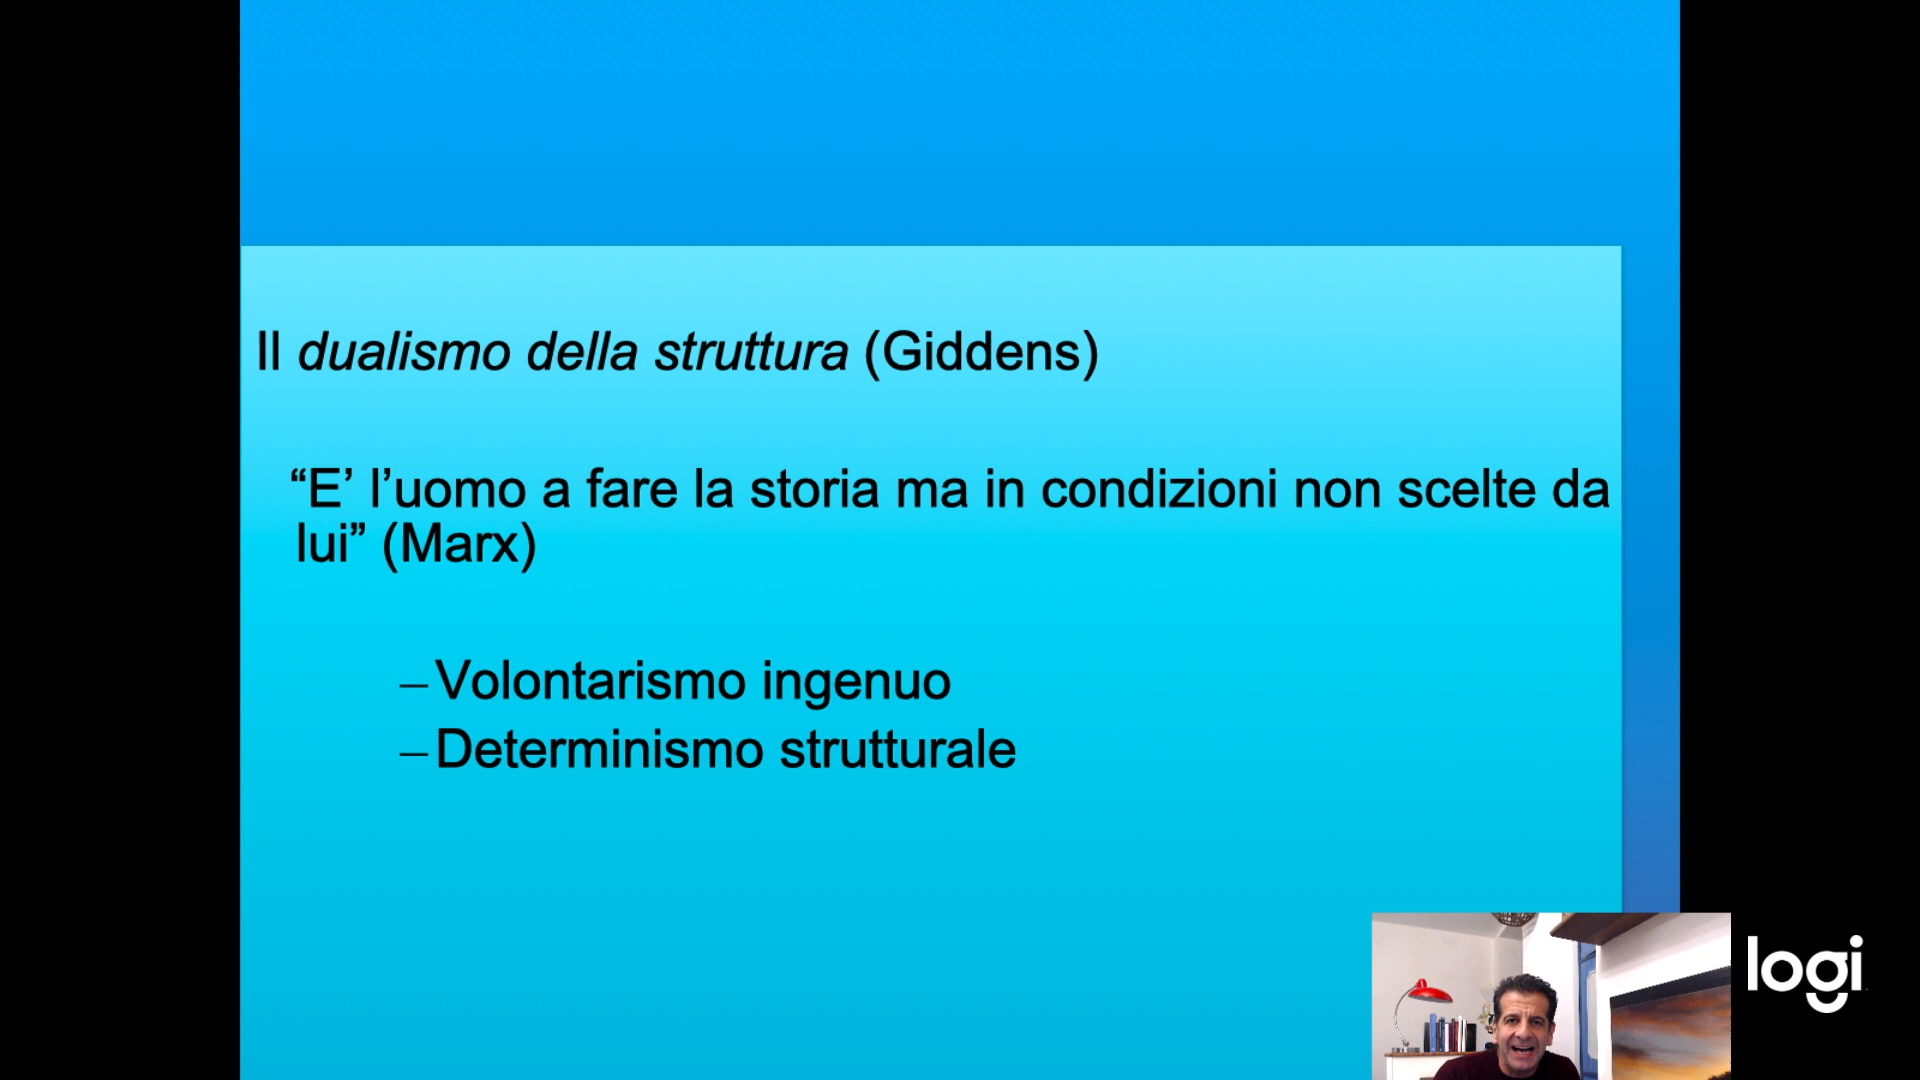 Il dualismo della struttura (Giddens)
“E’ l’uomo a fare la storia ma in condizioni non scelte da
lui” (Marx)
–Volontarismo ingenuo
–Determinismo strutturale
logi